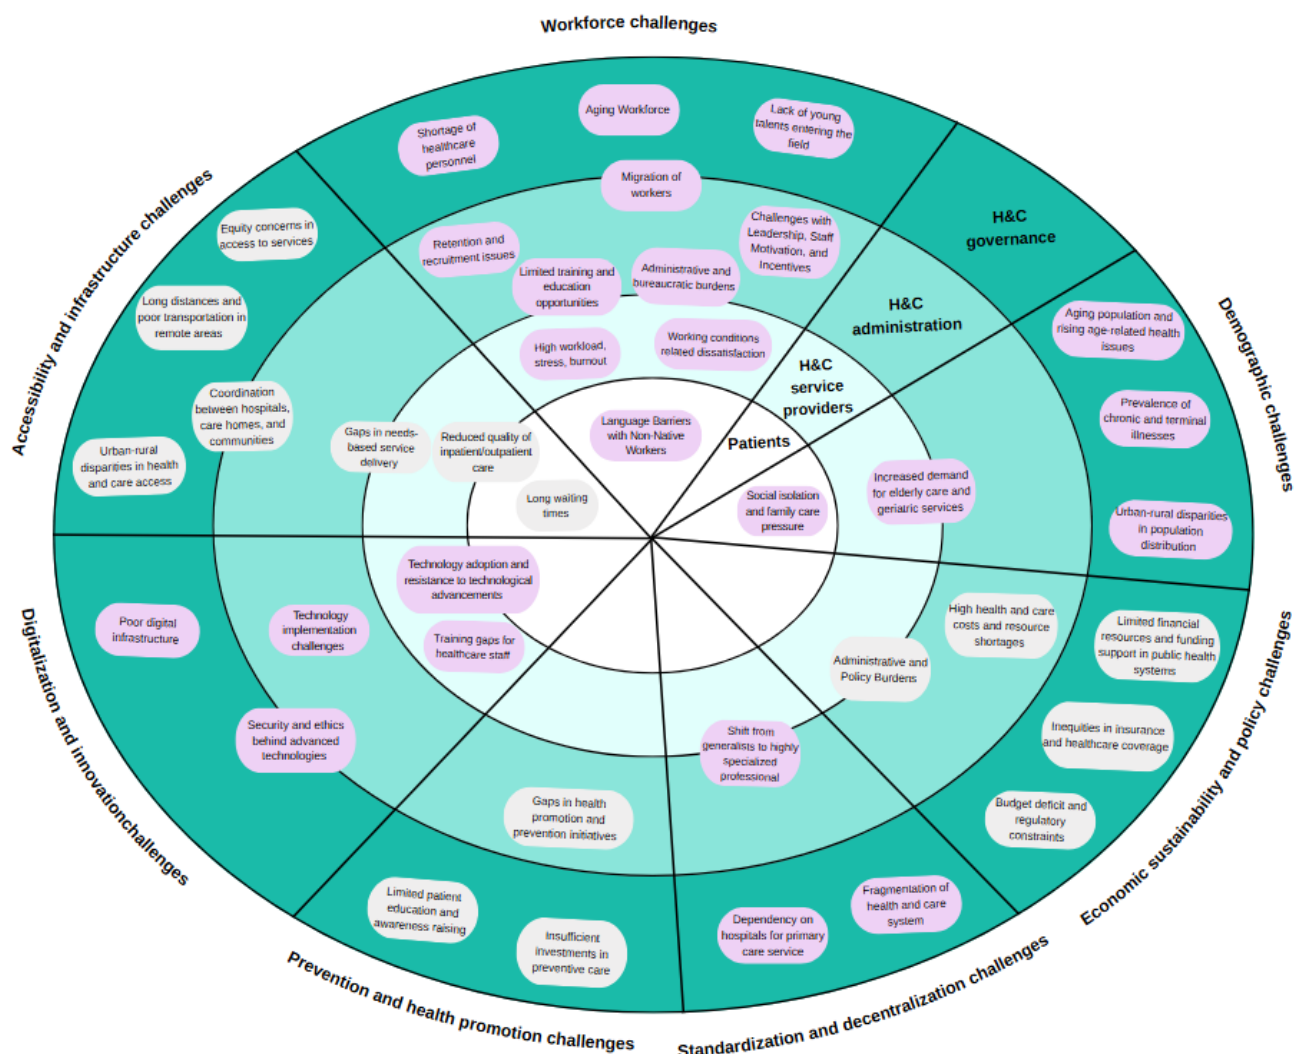 Workforce challenges
Aging Workforce
Lack of young
talents entering the
field
Shortage of
healthcare
personnel
Migration of
workers
Challenges with
Leadership, Staff
Motivation, and
Incentives
Retention and
recruitment issues
Limited training and
education
opportunities
Administrative and
bureaucratic burdens
High workload,
stress, burnout
Working conditions
related dissatisfaction
Language Barriers
with Non-Native
Workers
H&C
governance
H&C
administration
H&C
service
providers
Patients
Demographic challenges
Aging population and
rising age-related health
issues
Prevalence of
chronic and terminal
illnesses
Urban-rural disparities
in population
distribution
Increased demand
for elderly care and
geriatric services
Social isolation
and family care
pressure
Economic sustainability and policy challenges
High health and care
costs and resource
shortages
Limited financial
resources and funding
support in public health
systems
Administrative and
Policy Burdens
Inequities in insurance
and healthcare coverage
Budget deficit and
regulatory
constraints
Standardization and decentralization challenges
Shift from
generalists to highly
specialized
professional
Fragmentation of
health and care
system
Dependency on
hospitals for primary
care service
Prevention and health promotion challenges
Gaps in health
promotion and
prevention initiatives
Limited patient
education and
awareness raising
Insufficient
investments in
preventive care
Digitalization and innovationchallenges
Technology adoption and
resistance to technological
advancements
Training gaps for
healthcare staff
Technology
implementation
challenges
Poor digital
infrastructure
Security and ethics
behind advanced
technologies
Accessibility and infrastructure challenges
Equity concerns in
access to services
Long distances and
poor transportation in
remote areas
Coordination
between hospitals,
care homes, and
communities
Urban-rural
disparities in health
and care access
Gaps in needs-
based service
delivery
Reduced quality of
inpatient/outpatient
care
Long waiting
times